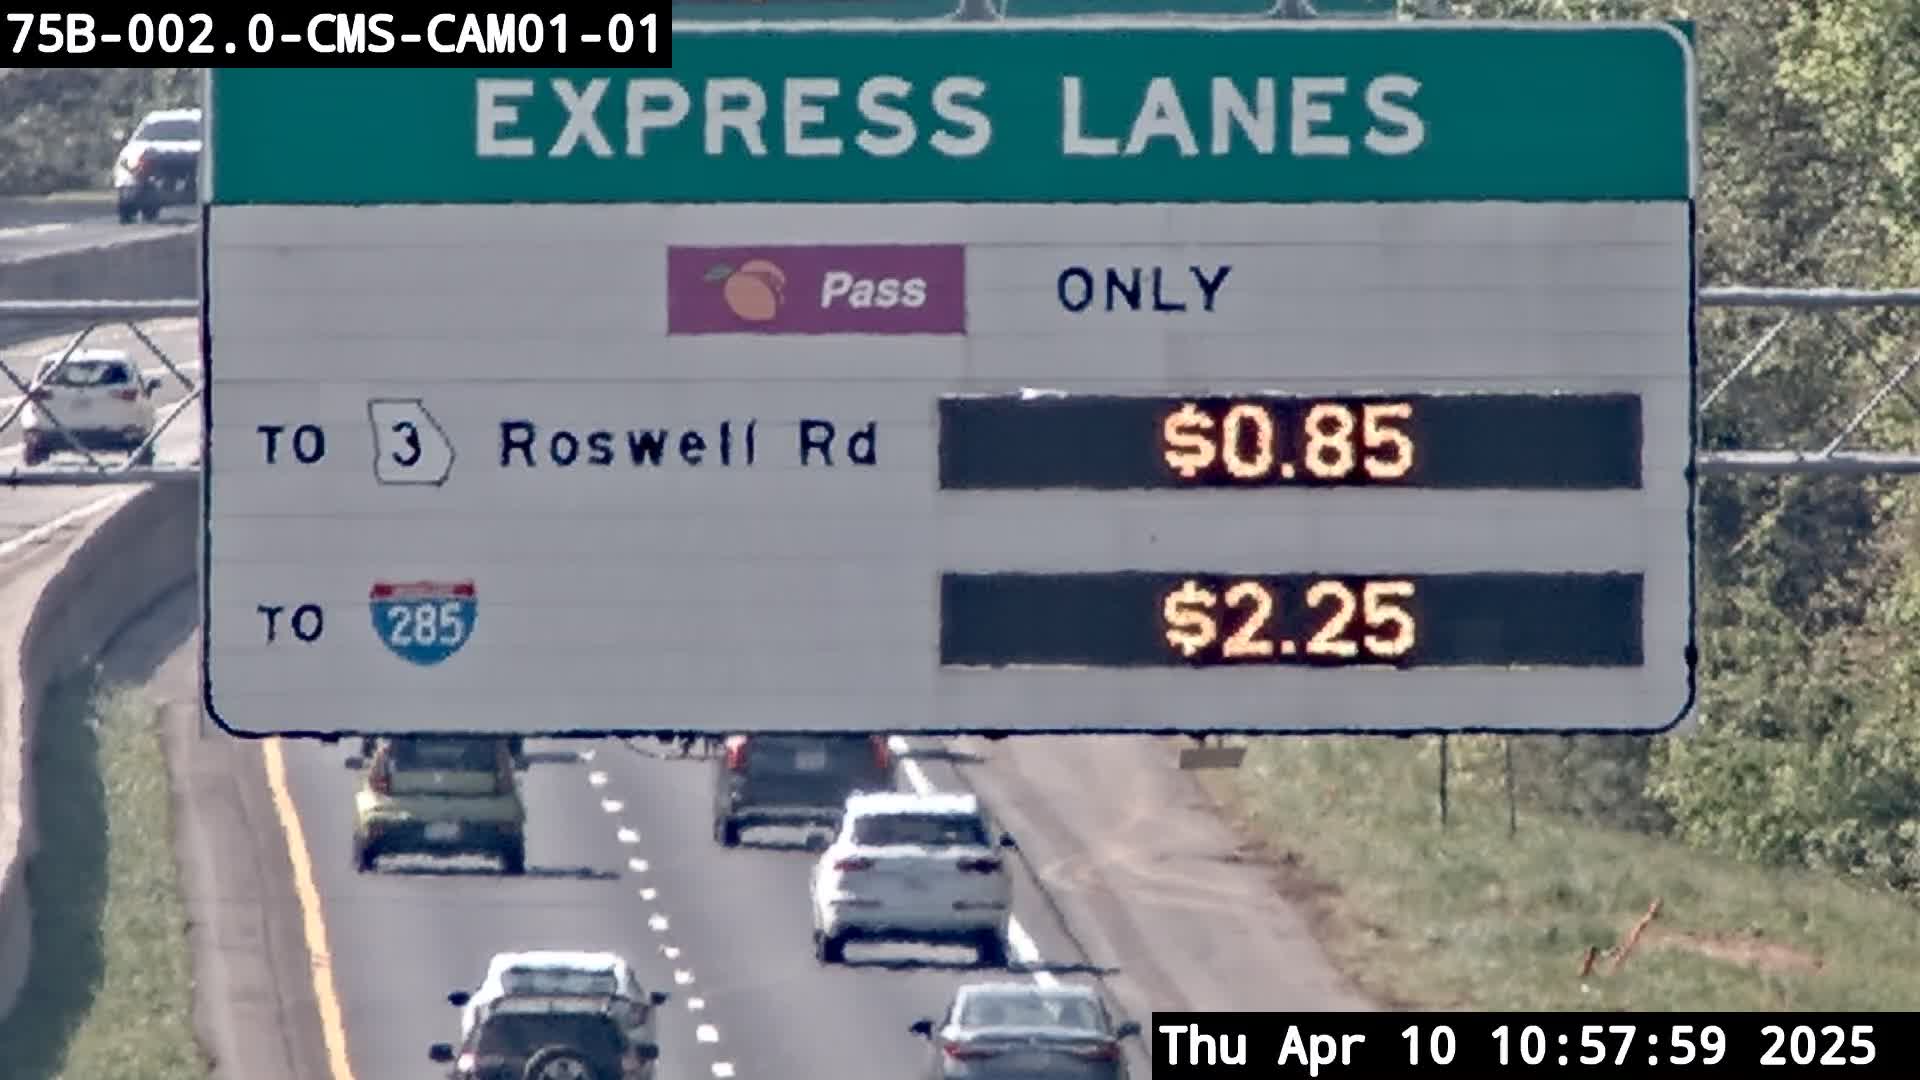 75B-002.0-CMS-CAM01-01
EXPRESS LANES
Pass ONLY
TO 3 Roswell Rd $0.85
TO 285 $2.25
Thu Apr 10 10:57:59 2025